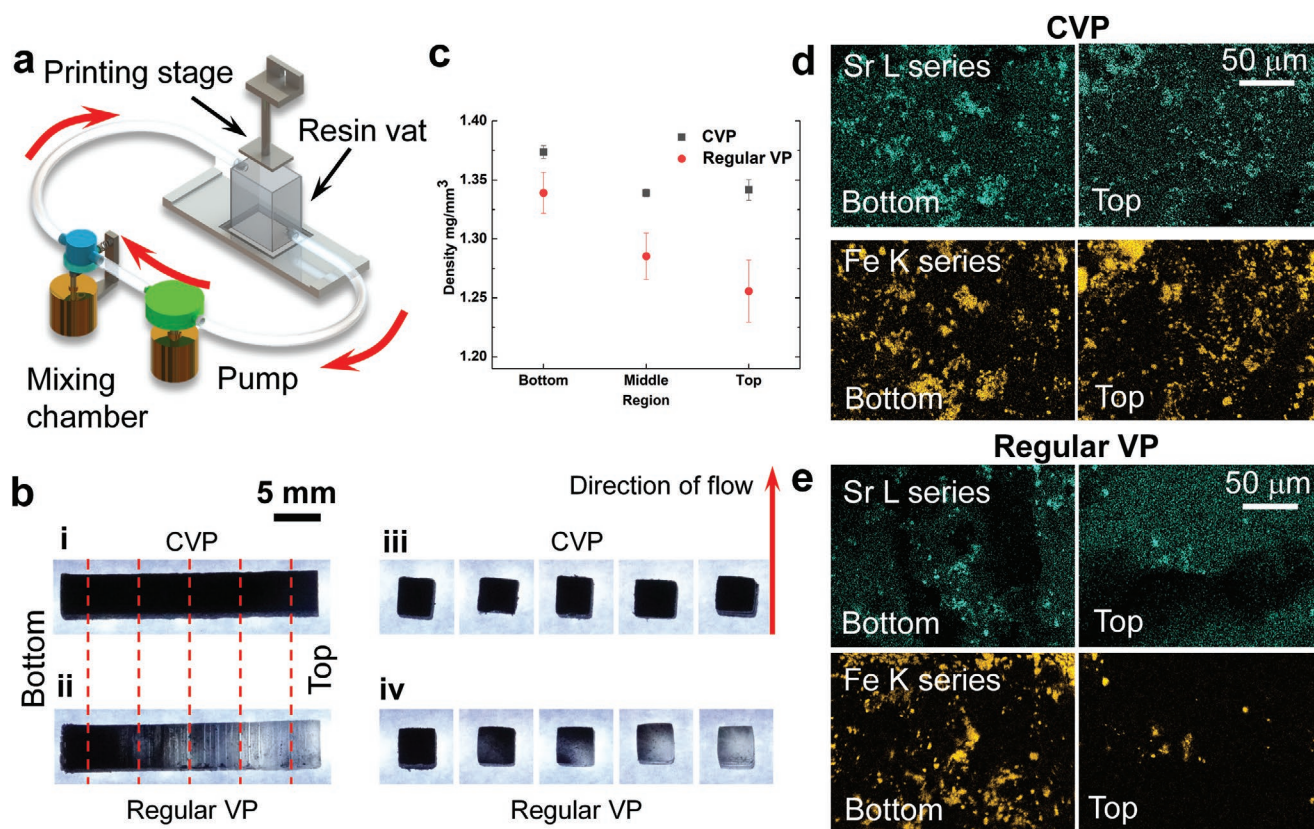 a
Printing stage
Resin vat
Mixing
chamber
Pump
b
5 mm
Direction of flow
i
CVP
iii
CVP
Bottom
Top
ii
Regular VP
iv
Regular VP
c
1.40
1.35
1.30
1.25
1.20
Density mg/mm³
CVP
Regular VP
Bottom
Middle
Top
Region
d
CVP
Sr L series
50 μm
Bottom
Top
Fe K series
Bottom
Top
e
Regular VP
Sr L series
50 μm
Bottom
Top
Fe K series
Bottom
Top